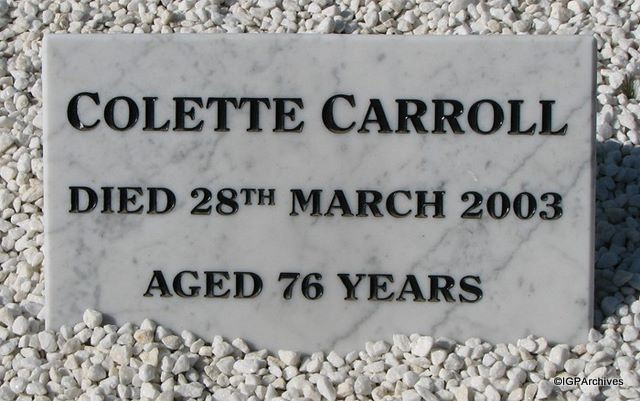 COLETTE CARROLL
DIED 28TH MARCH 2003
AGED 76 YEARS
©IGPArchives